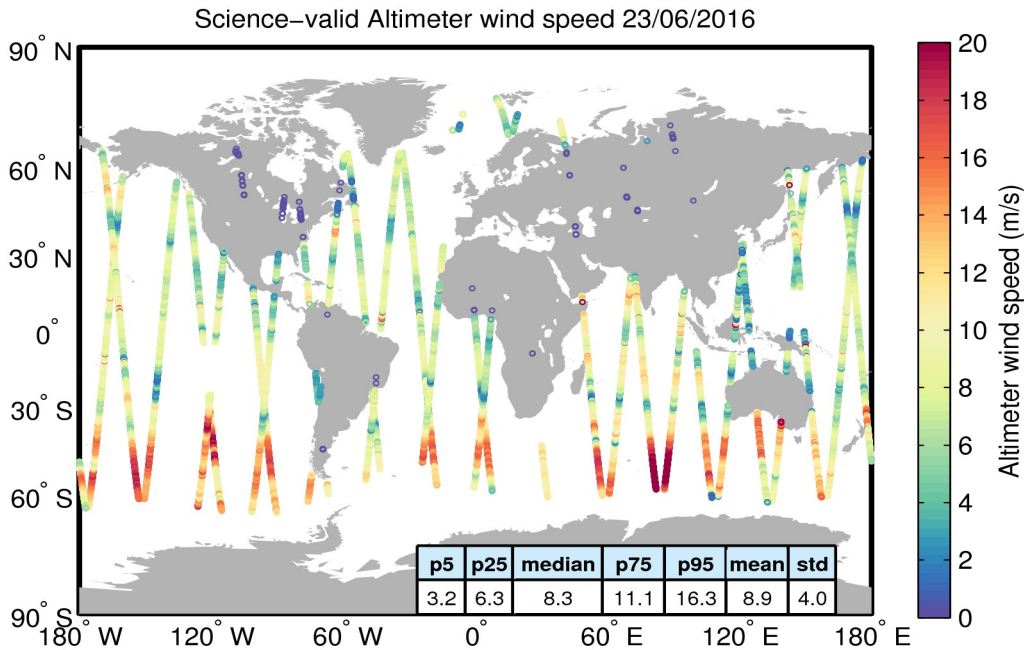 Science−valid Altimeter wind speed 23/06/2016
90° N
60° N
30° N
0°
30° S
60° S
90° S
180° W
120° W
60° W
0°
60° E
120° E
180° E
p5 p25 median p75 p95 mean std
3.2 6.3 8.3 11.1 16.3 8.9 4.0
20
18
16
14
12
10
8
6
4
2
0
Altimeter wind speed (m/s)